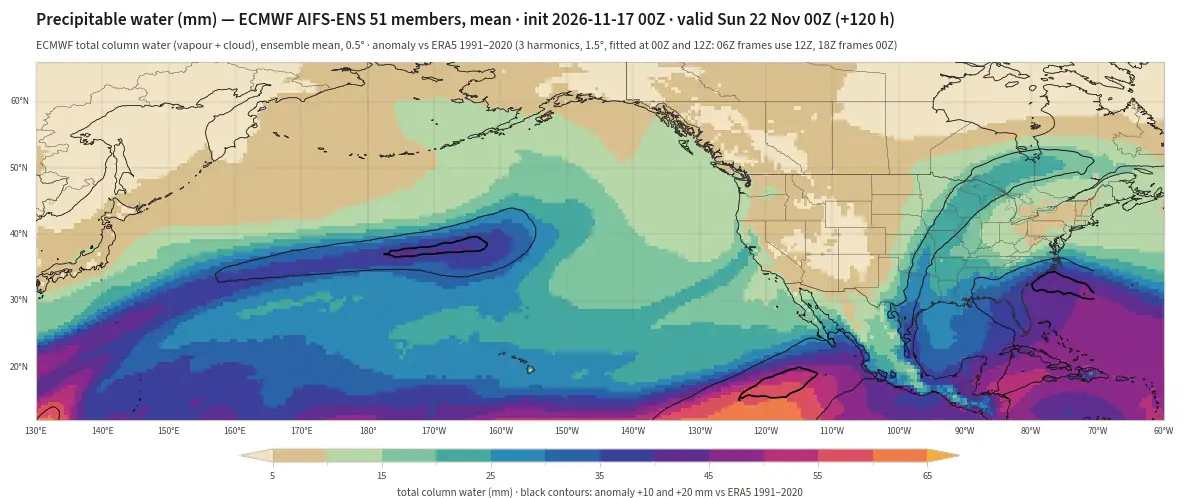 Precipitable water (mm) — ECMWF AIFS-ENS 51 members, mean · init 2026-11-17 00Z · valid Sun 22 Nov 00Z (+120 h)
ECMWF total column water (vapour + cloud), ensemble mean, 0.5° · anomaly vs ERA5 1991–2020 (3 harmonics, 1.5°, fitted at 00Z and 12Z: 06Z frames use 12Z, 18Z frames 00Z)
60°N
50°N
40°N
30°N
20°N
130°E 140°E 150°E 160°E 170°E 180° 170°W 160°W 150°W 140°W 130°W 120°W 110°W 100°W 90°W 80°W 70°W 60°W
5 15 25 35 45 55 65
total column water (mm) · black contours: anomaly +10 and +20 mm vs ERA5 1991–2020